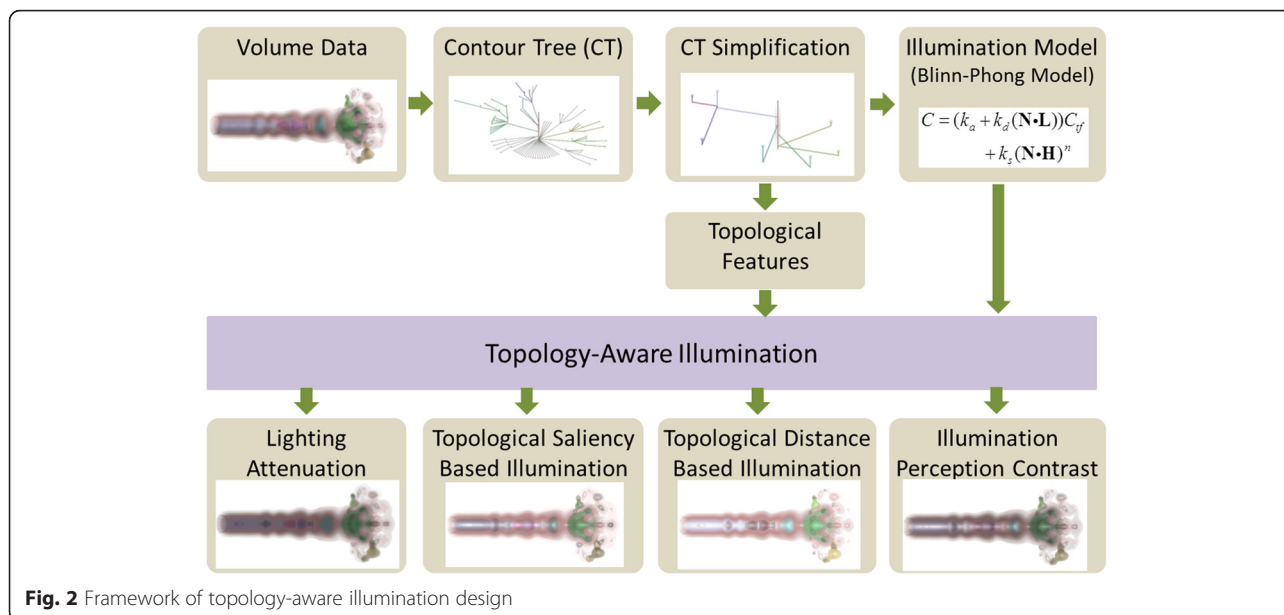 Volume Data
Contour Tree (CT)
CT Simplification
Illumination Model
(Blinn-Phong Model)
C = (k_a + k_d(N•L))C_tf
+ k_s(N•H)^n
Topological
Features
Topology-Aware Illumination
Lighting
Attenuation
Topological Saliency
Based Illumination
Topological Distance
Based Illumination
Illumination
Perception Contrast
Fig. 2 Framework of topology-aware illumination design